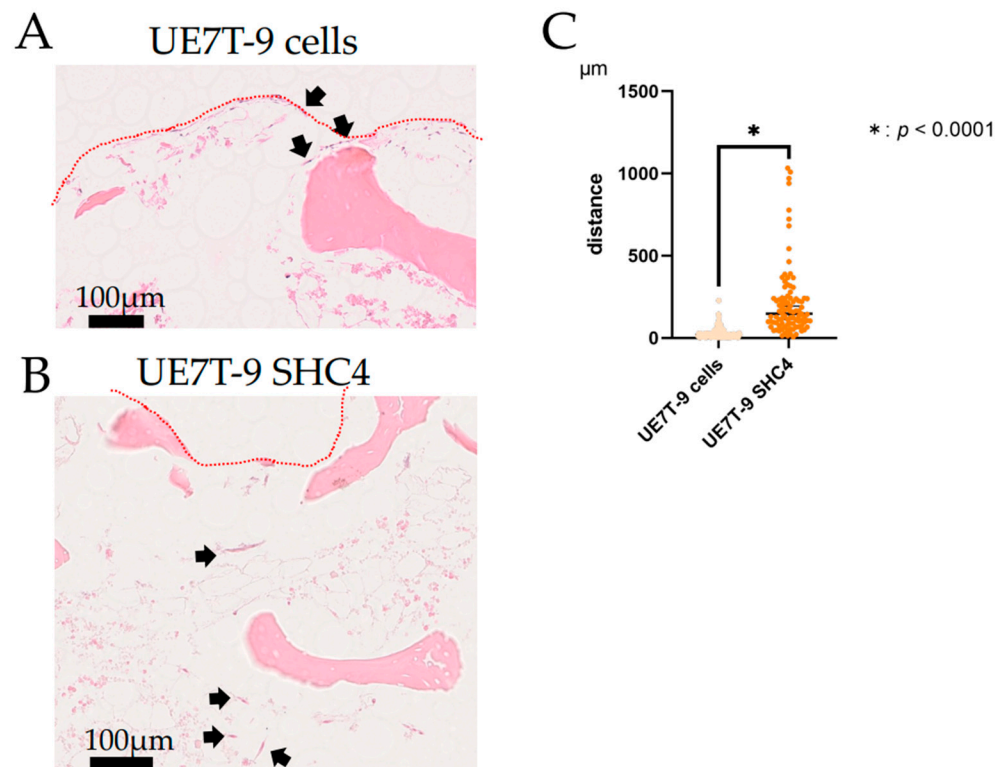 A
UE7T-9 cells
100µm
B
UE7T-9 SHC4
100µm
C
µm
1500
1000
500
0
distance
*
* : p < 0.0001
UE7T-9 cells
UE7T-9 SHC4